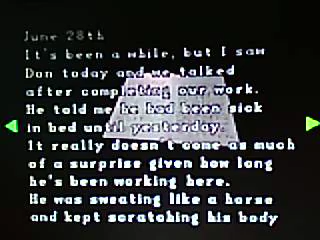 June 28th
It's been a while, but I saw
Don today and we talked
after completing our work.
He told me he had been sick
in bed until yesterday.
It really doesn't come as much
of a surprise given how long
he's been working here.
He was sweating like a horse
and kept scratching his body